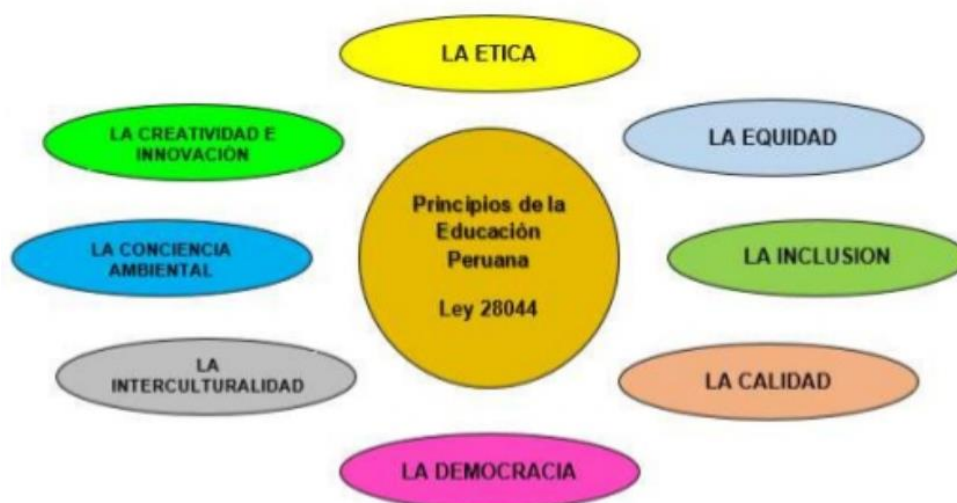 LA ETICA
LA CREATIVIDAD E
INNOVACIÓN
LA EQUIDAD
Principios de la
Educación
Peruana
Ley 28044
LA CONCIENCIA
AMBIENTAL
LA INCLUSION
LA
INTERCULTURALIDAD
LA CALIDAD
LA DEMOCRACIA